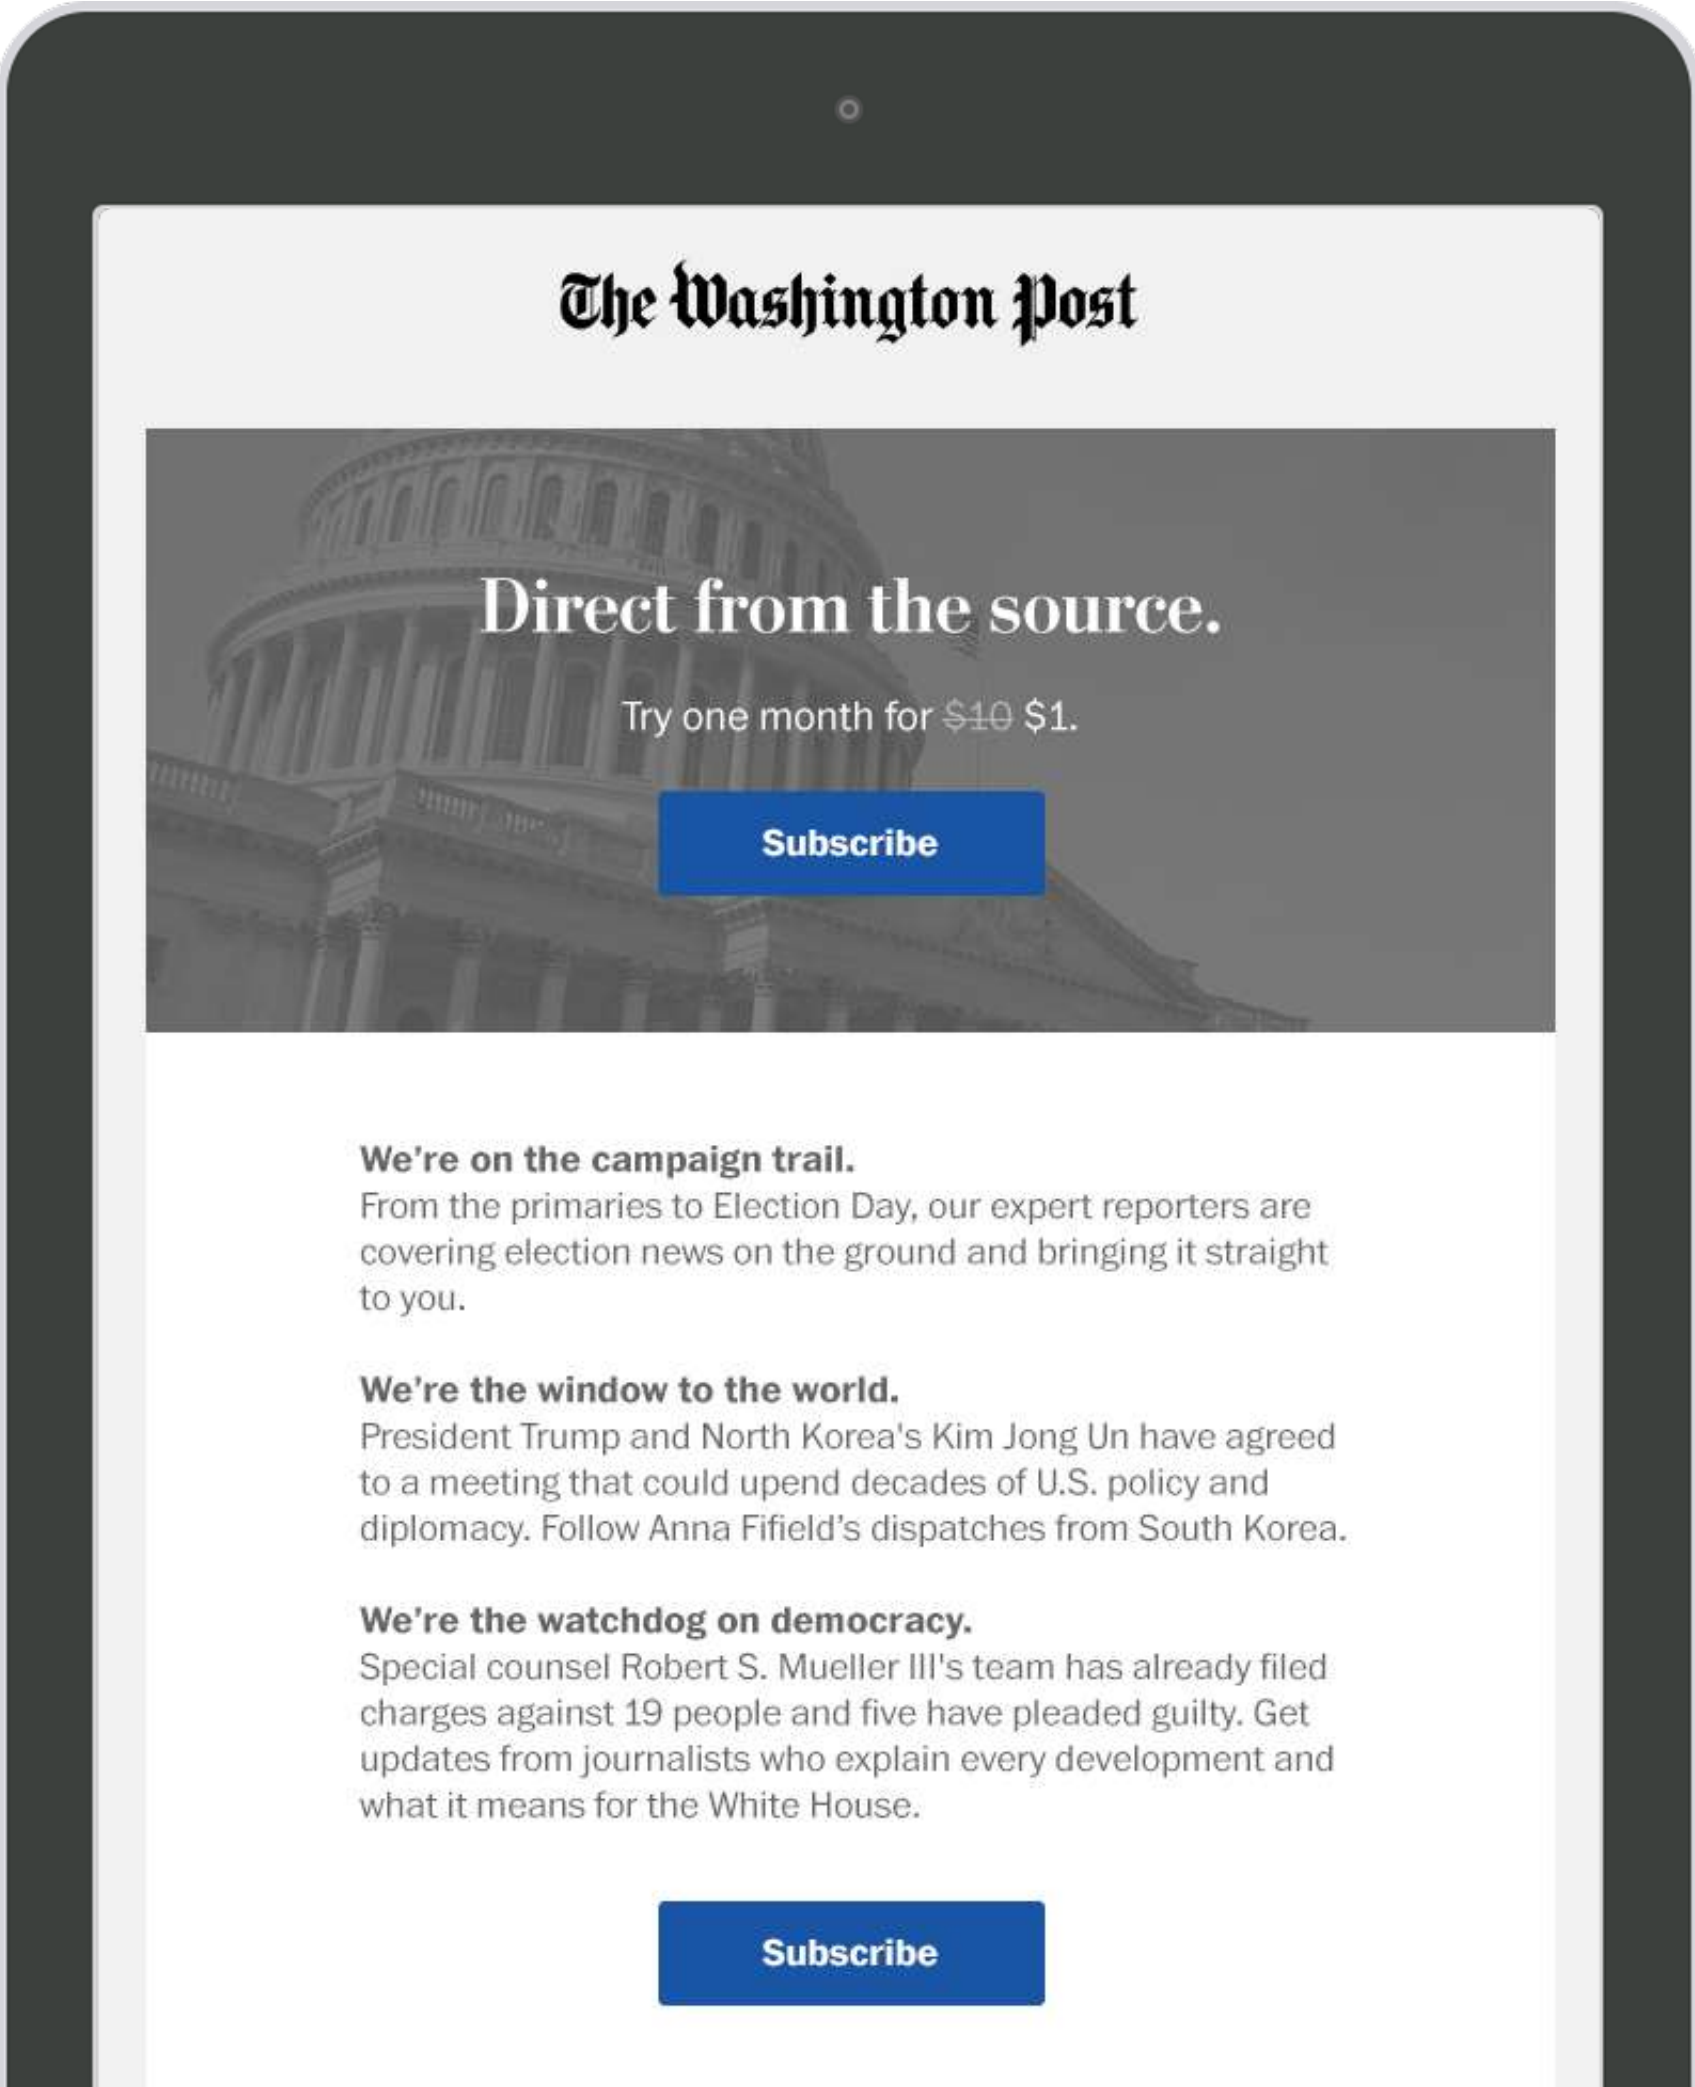 The Washington Post
Direct from the source.
Try one month for $10 $1.
Subscribe
We're on the campaign trail.
From the primaries to Election Day, our expert reporters are
covering election news on the ground and bringing it straight
to you.
We're the window to the world.
President Trump and North Korea's Kim Jong Un have agreed
to a meeting that could upend decades of U.S. policy and
diplomacy. Follow Anna Fifield’s dispatches from South Korea.
We're the watchdog on democracy.
Special counsel Robert S. Mueller III's team has already filed
charges against 19 people and five have pleaded guilty. Get
updates from journalists who explain every development and
what it means for the White House.
Subscribe